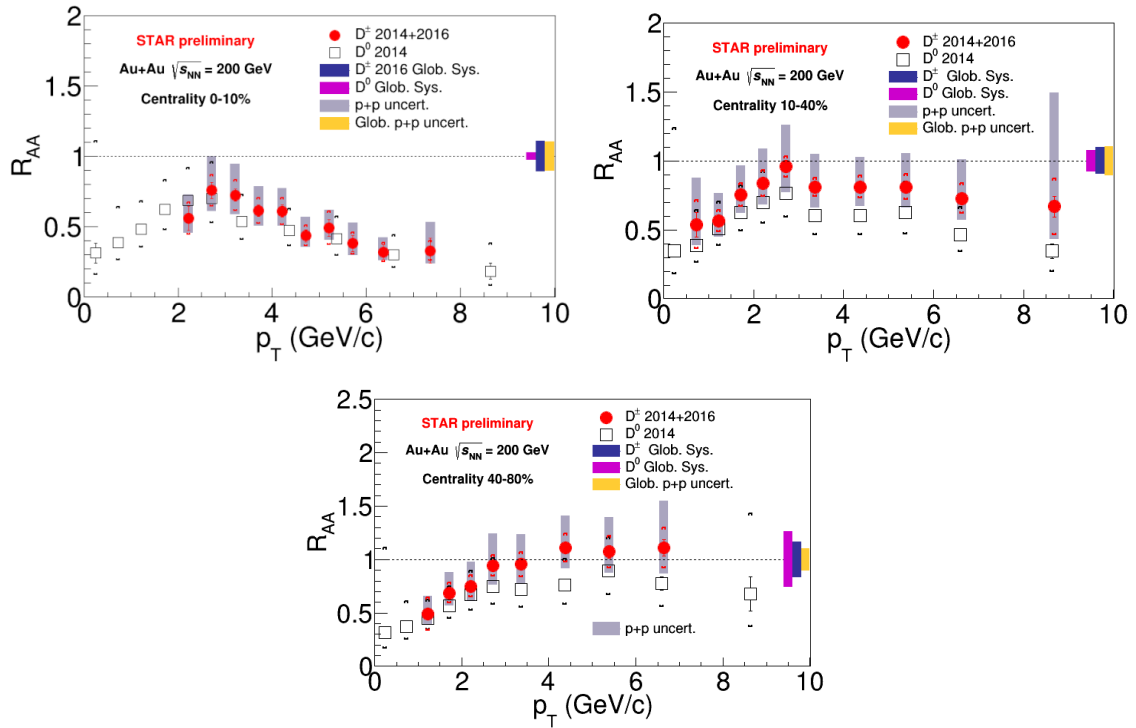 2
STAR preliminary
D± 2014+2016
D⁰ 2014
Au+Au √sNN = 200 GeV
D± 2016 Glob. Sys.
1.5
D⁰ Glob. Sys.
Centrality 0-10%
p+p uncert.
Glob. p+p uncert.
RAA
1
0.5
0
0 2 4 6 8 10
pT (GeV/c)
2
STAR preliminary
D± 2014+2016
D⁰ 2014
Au+Au √sNN = 200 GeV
D± Glob. Sys.
1.5
D⁰ Glob. Sys.
Centrality 10-40%
p+p uncert.
Glob. p+p uncert.
RAA
1
0.5
0
0 2 4 6 8 10
pT (GeV/c)
2.5
STAR preliminary
D± 2014+2016
D⁰ 2014
Au+Au √sNN = 200 GeV
D± Glob. Sys.
2
D⁰ Glob. Sys.
Centrality 40-80%
Glob. p+p uncert.
1.5
RAA
1
0.5
p+p uncert.
0
0 2 4 6 8 10
pT (GeV/c)